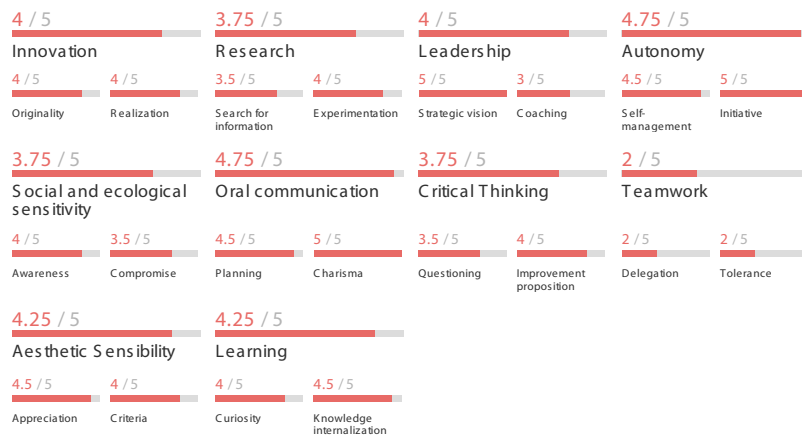 4 / 5
Innovation
4 / 5
Originality
4 / 5
Realization
3.75 / 5
Research
3.5 / 5
Search for
information
4 / 5
Experimentation
4 / 5
Leadership
5 / 5
Strategic vision
3 / 5
Coaching
4.75 / 5
Autonomy
4.5 / 5
Self-
management
5 / 5
Initiative
3.75 / 5
Social and ecological
sensitivity
4 / 5
Awareness
3.5 / 5
Compromise
4.75 / 5
Oral communication
4.5 / 5
Planning
5 / 5
Charisma
3.75 / 5
Critical Thinking
3.5 / 5
Questioning
4 / 5
Improvement
proposition
2 / 5
Teamwork
2 / 5
Delegation
2 / 5
Tolerance
4.25 / 5
Aesthetic Sensibility
4.5 / 5
Appreciation
4 / 5
Criteria
4.25 / 5
Learning
4 / 5
Curiosity
4.5 / 5
Knowledge
internalization